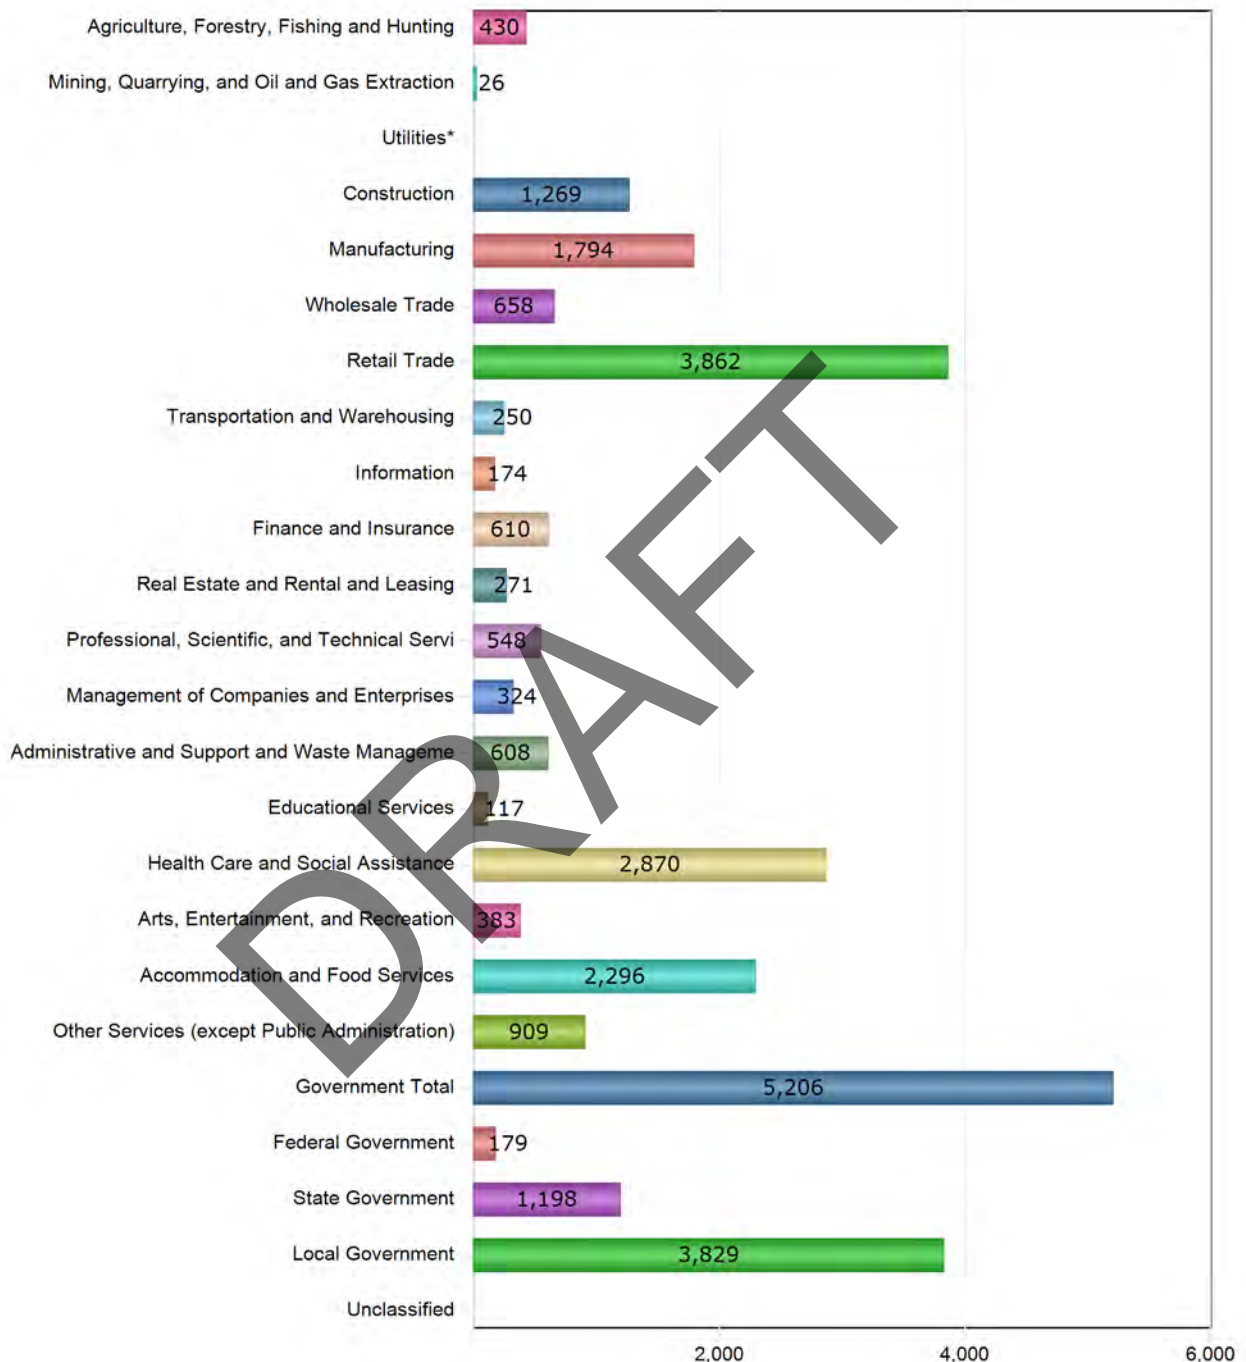 Agriculture, Forestry, Fishing and Hunting 430
Mining, Quarrying, and Oil and Gas Extraction 26
Utilities*
Construction 1,269
Manufacturing 1,794
Wholesale Trade 658
Retail Trade 3,862
Transportation and Warehousing 250
Information 174
Finance and Insurance 610
Real Estate and Rental and Leasing 271
Professional, Scientific, and Technical Servi 548
Management of Companies and Enterprises 324
Administrative and Support and Waste Manageme 608
Educational Services 117
Health Care and Social Assistance 2,870
Arts, Entertainment, and Recreation 383
Accommodation and Food Services 2,296
Other Services (except Public Administration) 909
Government Total 5,206
Federal Government 179
State Government 1,198
Local Government 3,829
Unclassified
2,000 4,000 6,000
DRAFT